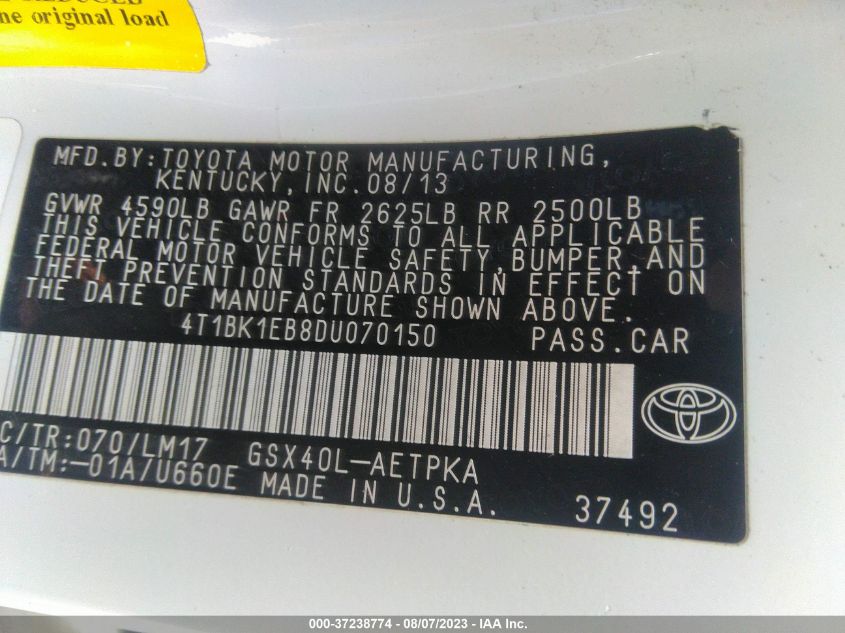 ne original load
MFD.BY:TOYOTA MOTOR MANUFACTURING,
KENTUCKY,INC.08/13
GVWR 4590LB GAWR FR 2625LB RR 2500LB
THIS VEHICLE CONFORMS TO ALL APPLICABLE
FEDERAL MOTOR VEHICLE SAFETY,BUMPER,AND
THEFT PREVENTION STANDARDS IN EFFECT ON
THE DATE OF MANUFACTURE SHOWN ABOVE.
4T1BK1EB8DU070150 PASS.CAR
C/TR:070/LM17 GSX40L-AETPKA
A/TM:-01A/U660E MADE IN U.S.A.
37492
000-37238774 - 08/07/2023 - IAA Inc.